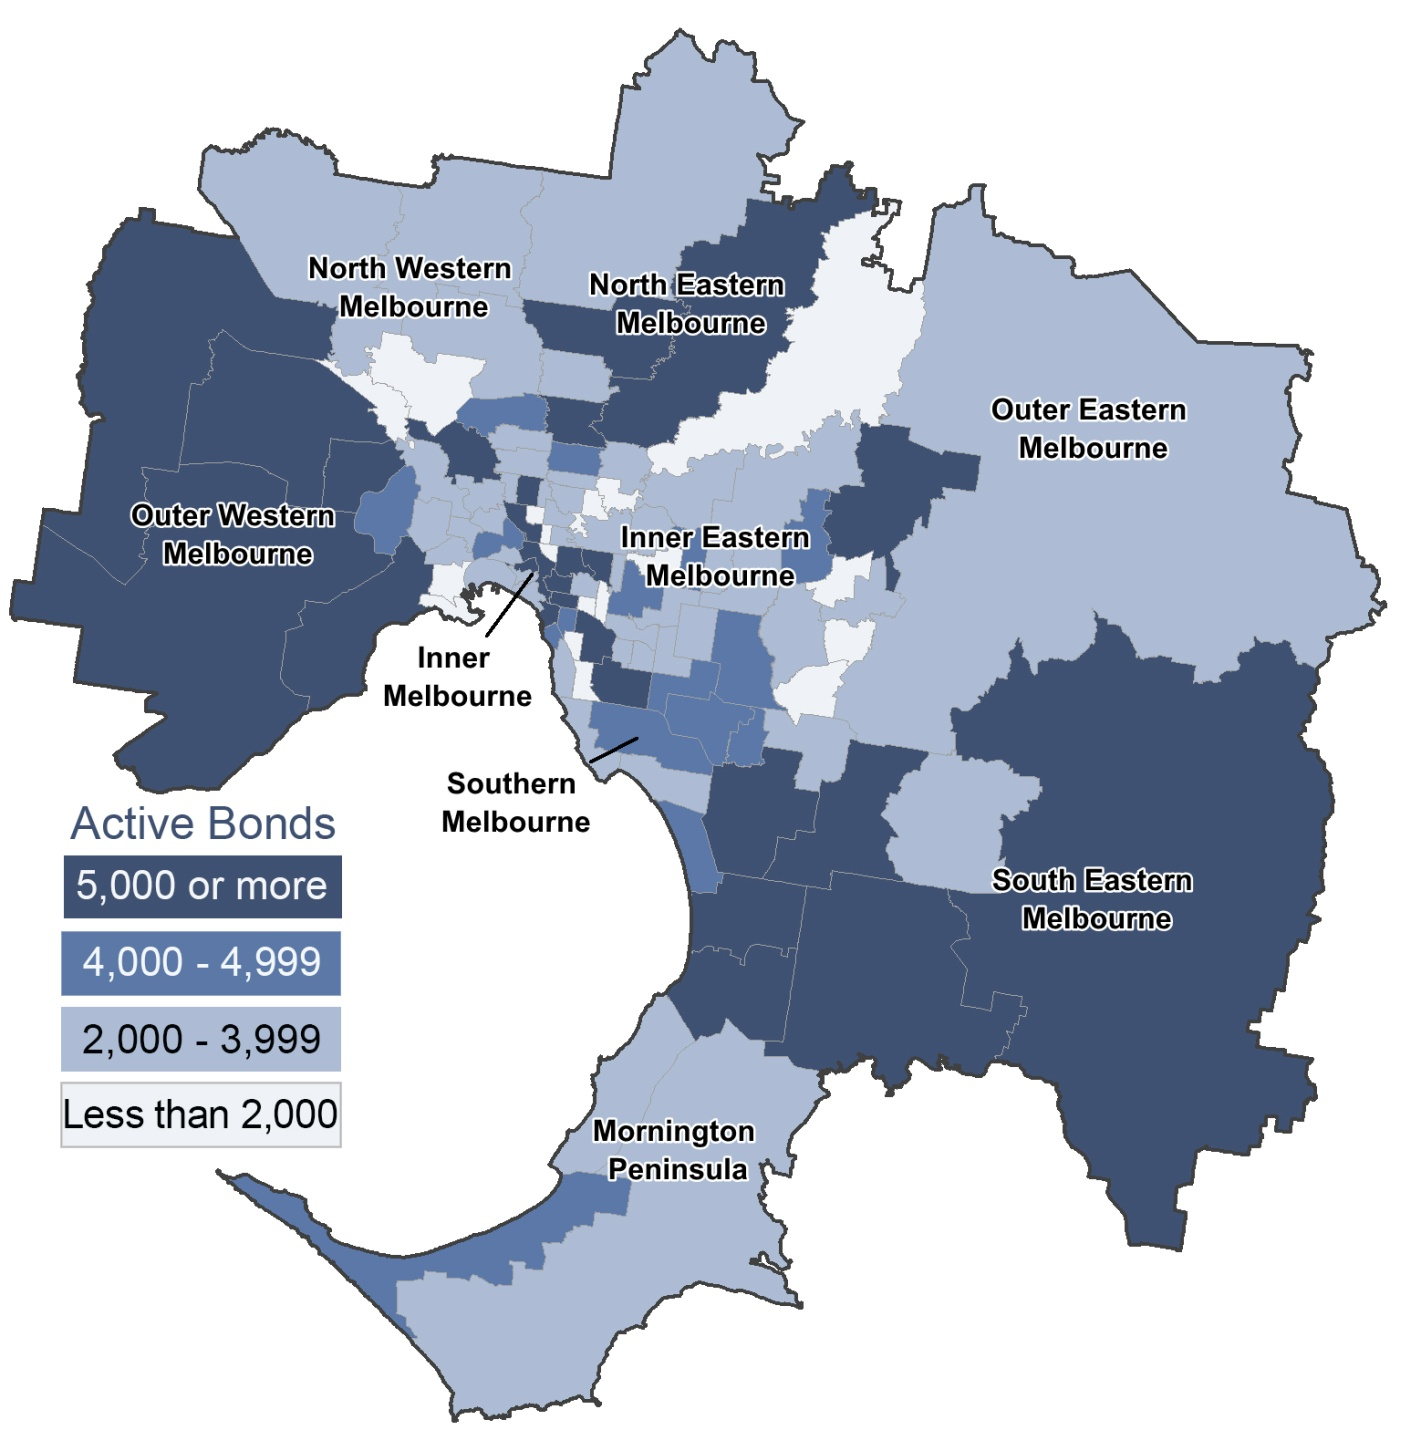 North Western
Melbourne
North Eastern
Melbourne
Outer Eastern
Melbourne
Outer Western
Melbourne
Inner Eastern
Melbourne
Inner
Melbourne
Southern
Melbourne
South Eastern
Melbourne
Mornington
Peninsula
Active Bonds
5,000 or more
4,000 - 4,999
2,000 - 3,999
Less than 2,000